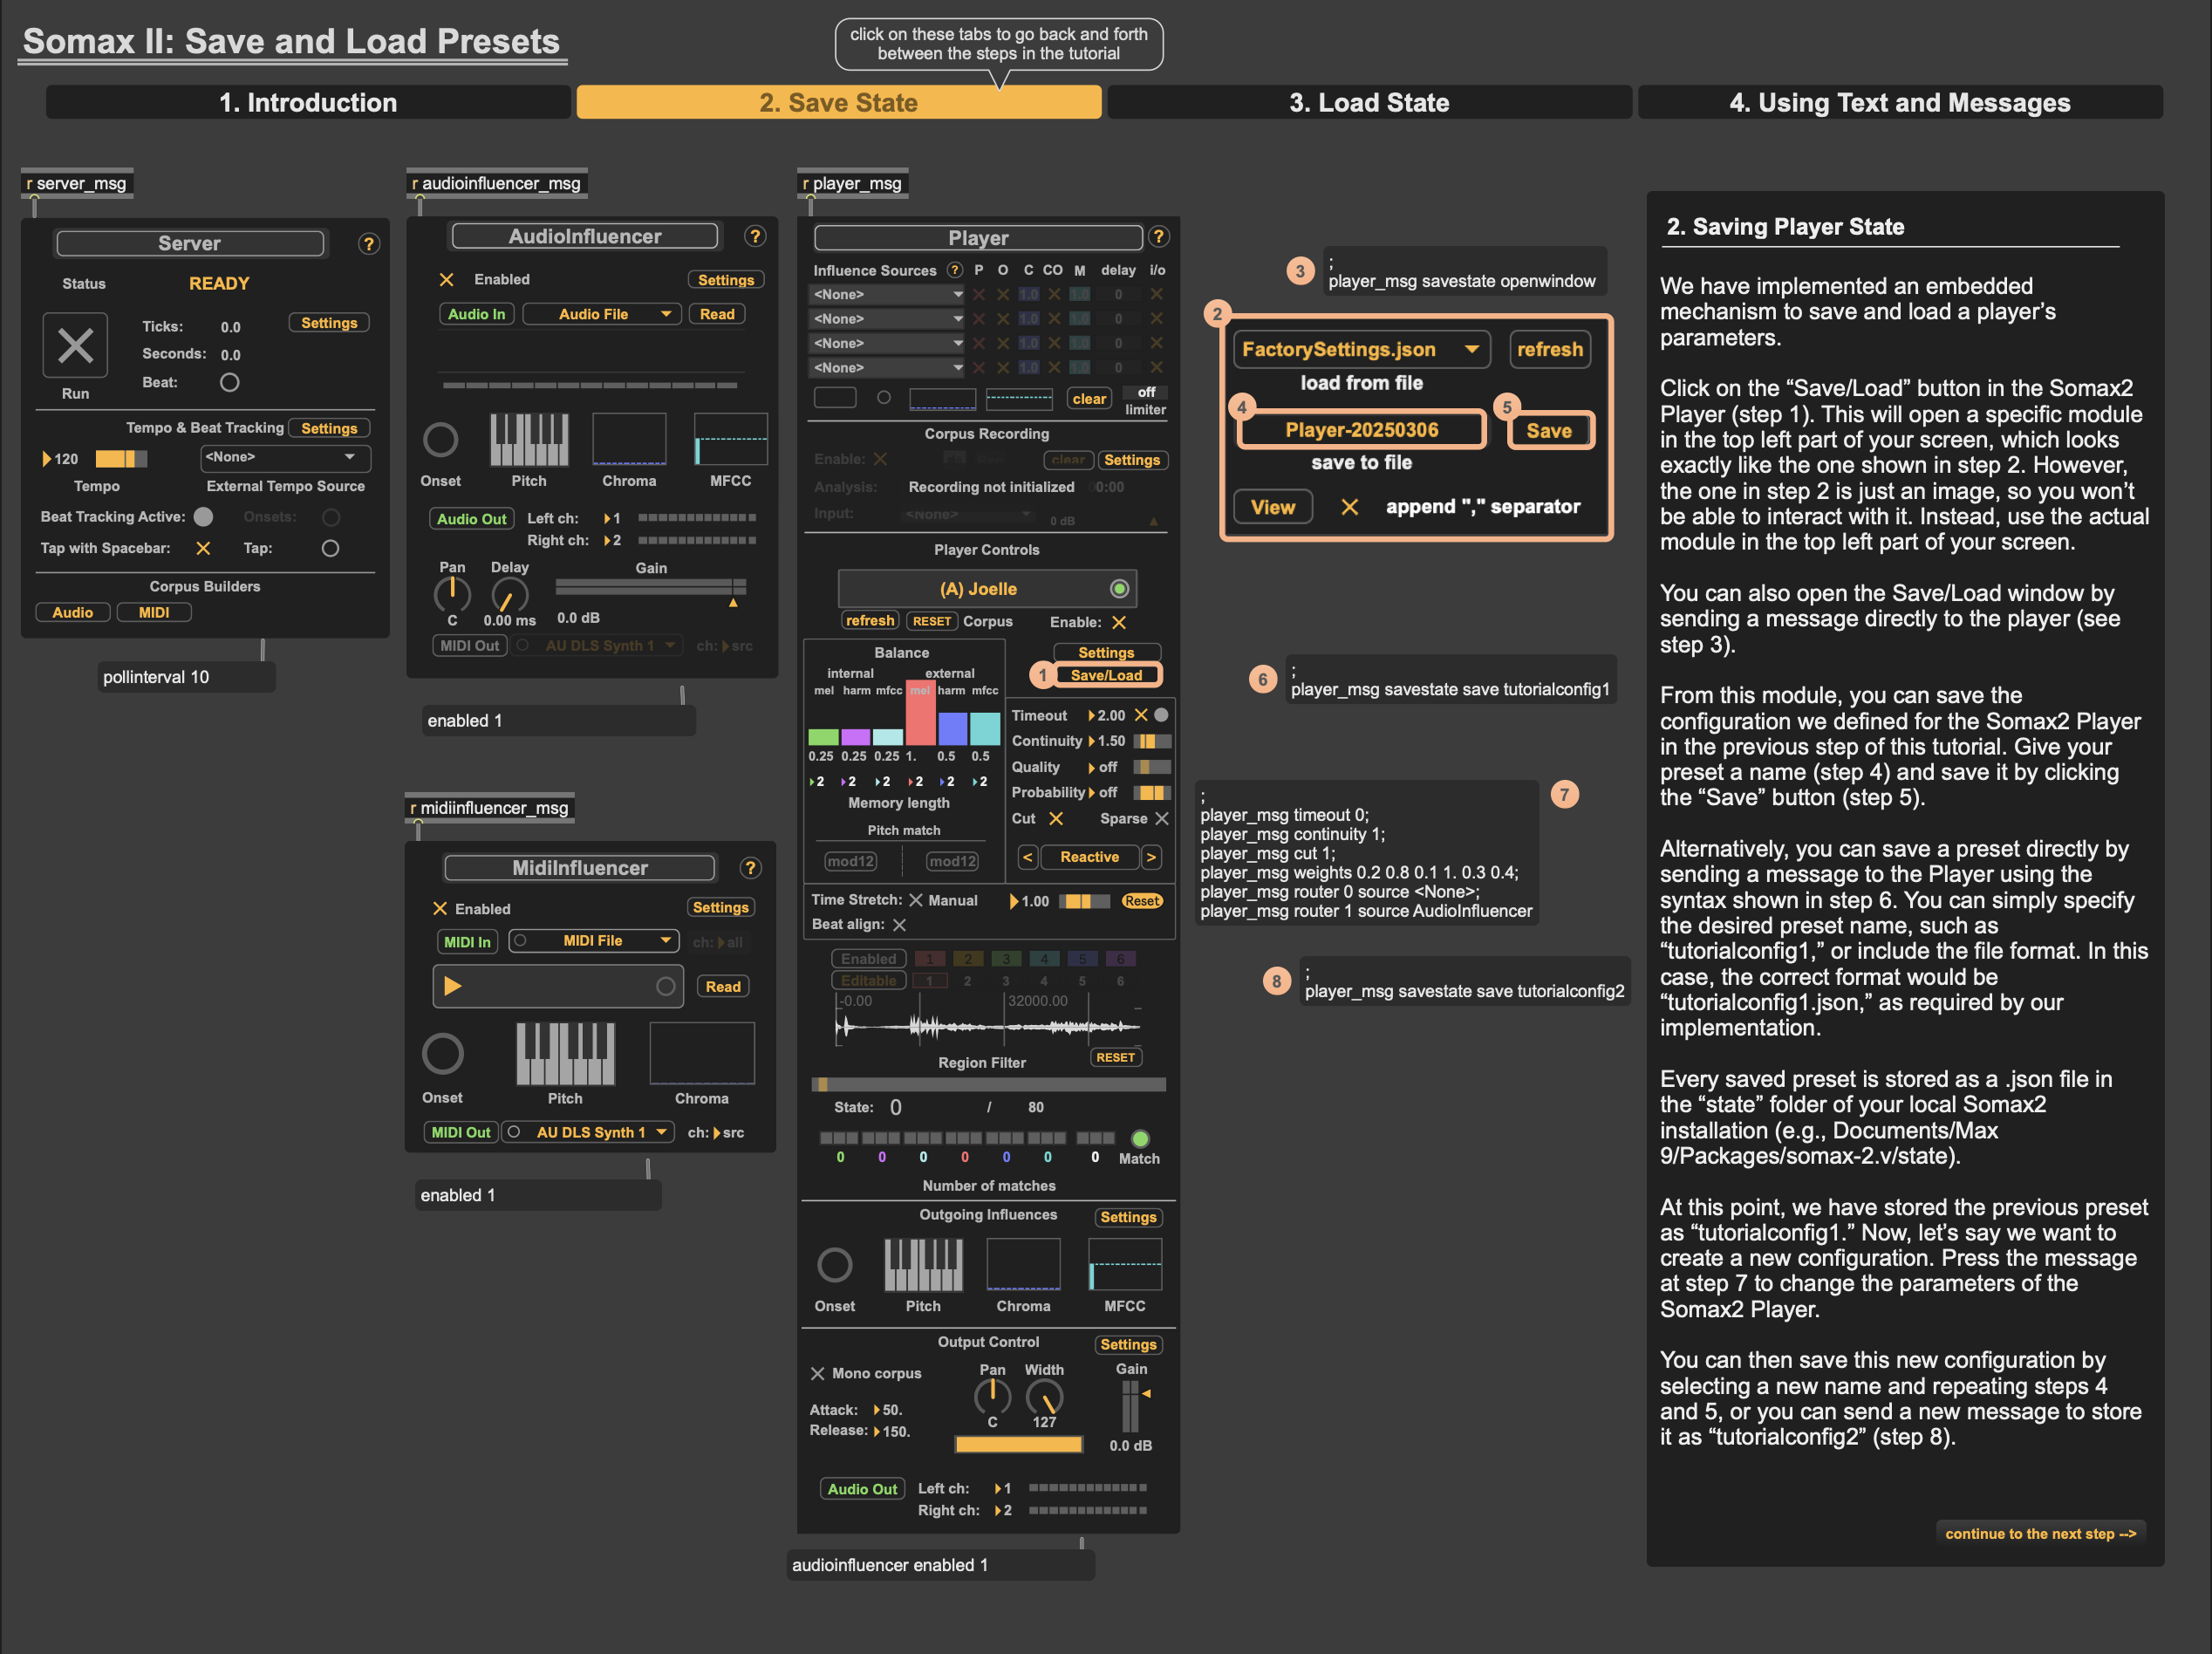 Somax II: Save and Load Presets
click on these tabs to go back and forth
between the steps in the tutorial
1. Introduction
2. Save State
3. Load State
4. Using Text and Messages
r server_msg
Server
?
Status
READY
Ticks:
0.0
Settings
Seconds:
0.0
Beat:
Run
Tempo & Beat Tracking
Settings
120
<None>
Tempo
External Tempo Source
Beat Tracking Active:
Onsets:
Tap with Spacebar:
Tap:
Corpus Builders
Audio
MIDI
pollinterval 10
r audioinfluencer_msg
AudioInfluencer
?
Enabled
Settings
Audio In
Audio File
Read
Onset
Pitch
Chroma
MFCC
Audio Out
Left ch:
1
Right ch:
2
Pan
Delay
Gain
C
0.00 ms
0.0 dB
MIDI Out
AU DLS Synth 1
ch:
src
enabled 1
r midiinfluencer_msg
MidiInfluencer
?
Enabled
Settings
MIDI In
MIDI File
ch:
all
Read
Onset
Pitch
Chroma
MIDI Out
AU DLS Synth 1
ch:
src
enabled 1
r player_msg
Player
?
Influence Sources ? P O C CO M delay i/o
<None> 1.0 1.0 0
<None> 1.0 1.0 0
<None> 1.0 1.0 0
<None> 1.0 1.0 0
clear
off
limiter
Corpus Recording
Enable:
clear
Settings
Analysis:
Recording not initialized
0:00
Input:
<None>
0 dB
Player Controls
(A) Joelle
refresh
RESET
Corpus
Enable:
Balance
Settings
internal
external
1
Save/Load
mel harm mfcc mel harm mfcc
0.25 0.25 0.25 1. 0.5 0.5
2 2 2 2 2 2
Memory length
Pitch match
mod12
mod12
Timeout
2.00
Continuity
1.50
Quality
off
Probability
off
Cut
Sparse
<
Reactive
>
Time Stretch:
Manual
1.00
Reset
Beat align:
Enabled 1 2 3 4 5 6
Editable 1 2 3 4 5 6
-0.00
32000.00
Region Filter
RESET
State:
0
/
80
0 0 0 0 0 0 0
Match
Number of matches
Outgoing Influences
Settings
Onset
Pitch
Chroma
MFCC
Output Control
Settings
Mono corpus
Pan
Width
Gain
Attack:
50.
Release:
150.
C
127
0.0 dB
Audio Out
Left ch:
1
Right ch:
2
audioinfluencer enabled 1
3
;
player_msg savestate openwindow
2
FactorySettings.json
refresh
load from file
4
5
Player-20250306
Save
save to file
View
append "," separator
6
;
player_msg savestate save tutorialconfig1
7
;
player_msg timeout 0;
player_msg continuity 1;
player_msg cut 1;
player_msg weights 0.2 0.8 0.1 1. 0.3 0.4;
player_msg router 0 source <None>;
player_msg router 1 source AudioInfluencer
8
;
player_msg savestate save tutorialconfig2
2. Saving Player State
We have implemented an embedded
mechanism to save and load a player’s
parameters.
Click on the “Save/Load” button in the Somax2
Player (step 1). This will open a specific module
in the top left part of your screen, which looks
exactly like the one shown in step 2. However,
the one in step 2 is just an image, so you won’t
be able to interact with it. Instead, use the actual
module in the top left part of your screen.
You can also open the Save/Load window by
sending a message directly to the player (see
step 3).
From this module, you can save the
configuration we defined for the Somax2 Player
in the previous step of this tutorial. Give your
preset a name (step 4) and save it by clicking
the “Save” button (step 5).
Alternatively, you can save a preset directly by
sending a message to the Player using the
syntax shown in step 6. You can simply specify
the desired preset name, such as
“tutorialconfig1,” or include the file format. In this
case, the correct format would be
“tutorialconfig1.json,” as required by our
implementation.
Every saved preset is stored as a .json file in
the “state” folder of your local Somax2
installation (e.g., Documents/Max
9/Packages/somax-2.v/state).
At this point, we have stored the previous preset
as “tutorialconfig1.” Now, let’s say we want to
create a new configuration. Press the message
at step 7 to change the parameters of the
Somax2 Player.
You can then save this new configuration by
selecting a new name and repeating steps 4
and 5, or you can send a new message to store
it as “tutorialconfig2” (step 8).
continue to the next step -->